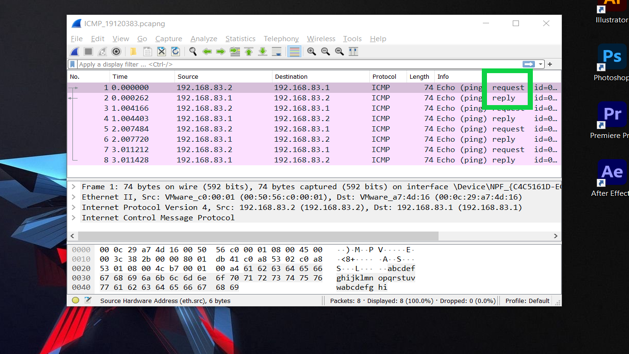 ICMP_19120383.pcapng
File Edit View Go Capture Analyze Statistics Telephony Wireless Tools Help
Apply a display filter ... <Ctrl-/>
No. Time Source Destination Protocol Length Info
1 0.000000 192.168.83.2 192.168.83.1 ICMP 74 Echo (ping) request id=0…
2 0.000262 192.168.83.1 192.168.83.2 ICMP 74 Echo (ping) reply id=0…
3 1.004166 192.168.83.2 192.168.83.1 ICMP 74 Echo (ping) request id=0…
4 1.004403 192.168.83.1 192.168.83.2 ICMP 74 Echo (ping) reply id=0…
5 2.007484 192.168.83.2 192.168.83.1 ICMP 74 Echo (ping) request id=0…
6 2.007720 192.168.83.1 192.168.83.2 ICMP 74 Echo (ping) reply id=0…
7 3.011212 192.168.83.2 192.168.83.1 ICMP 74 Echo (ping) request id=0…
8 3.011428 192.168.83.1 192.168.83.2 ICMP 74 Echo (ping) reply id=0…
Frame 1: 74 bytes on wire (592 bits), 74 bytes captured (592 bits) on interface \Device\NPF_{C4C5161D-E
Ethernet II, Src: VMware_c0:00:01 (00:50:56:c0:00:01), Dst: VMware_a7:4d:16 (00:0c:29:a7:4d:16)
Internet Protocol Version 4, Src: 192.168.83.2 (192.168.83.2), Dst: 192.168.83.1 (192.168.83.1)
Internet Control Message Protocol
0000 00 0c 29 a7 4d 16 00 50 56 c0 00 01 08 00 45 00 ··)·M··P V·····E·
0010 00 3c 38 2b 00 00 80 01 db 41 c0 a8 53 02 c0 a8 ·<8+···· ·A··S···
0020 53 01 08 00 4c b7 00 01 00 a4 61 62 63 64 65 66 S···L··· ··abcdef
0030 67 68 69 6a 6b 6c 6d 6e 6f 70 71 72 73 74 75 76 ghijklmn opqrstuv
0040 77 61 62 63 64 65 66 67 68 69 wabcdefg hi
Source Hardware Address (eth.src), 6 bytes Packets: 8 · Displayed: 8 (100.0%) · Dropped: 0 (0.0%) Profile: Default
Illustrator
Ps
Photoshop
Pr
Premiere Pr
Ae
After Effect